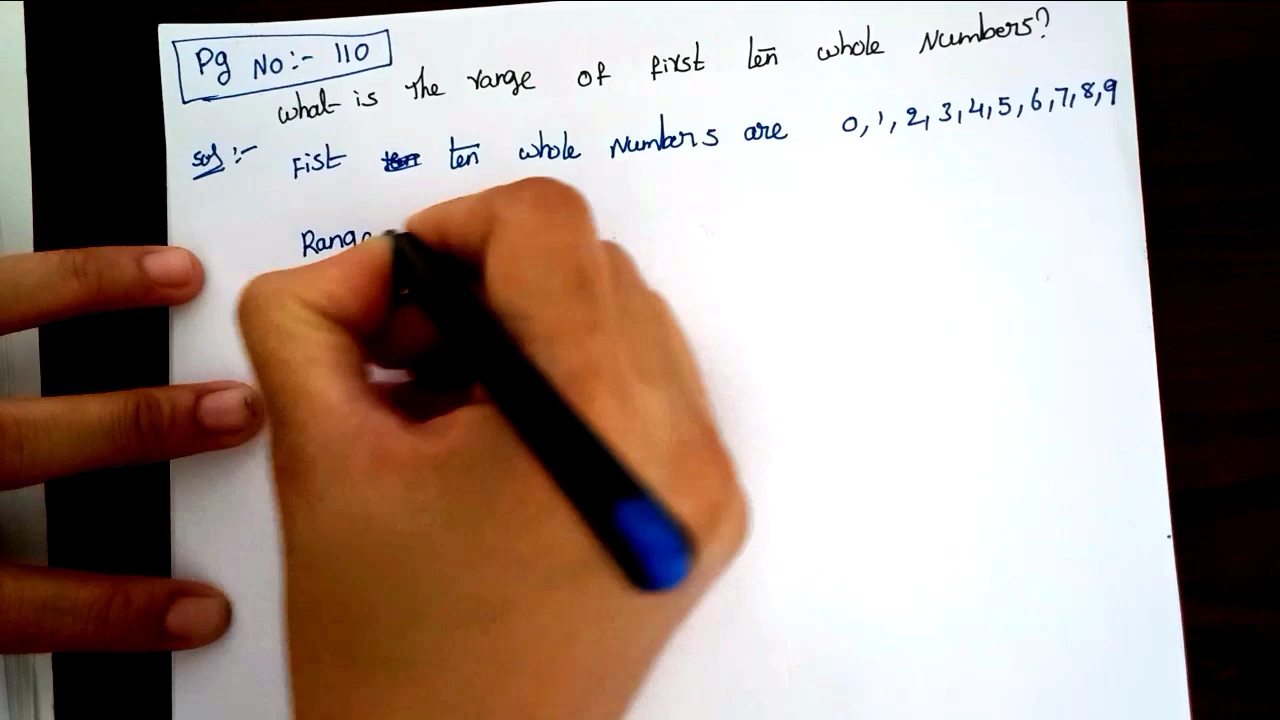 Pg No:- 110
What is the range of first ten whole Numbers?
Sol :- Fist ten whole Numbers are 0, 1, 2, 3, 4, 5, 6, 7, 8, 9